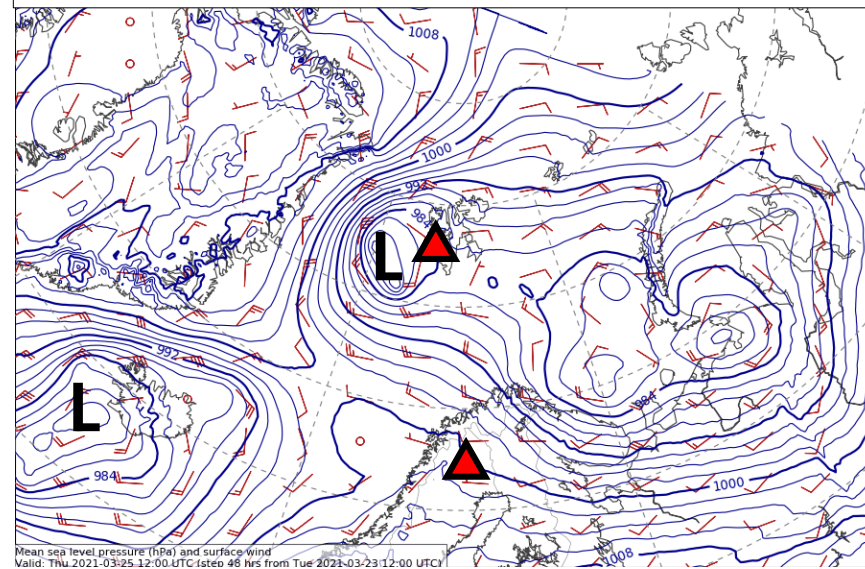 1008
1000
992
984
L
992
L
984
984
1000
1008
Mean sea level pressure (hPa) and surface wind
Valid: Thu 2021-03-25 12:00 UTC (step 48 hrs from Tue 2021-03-23 12:00 UTC)